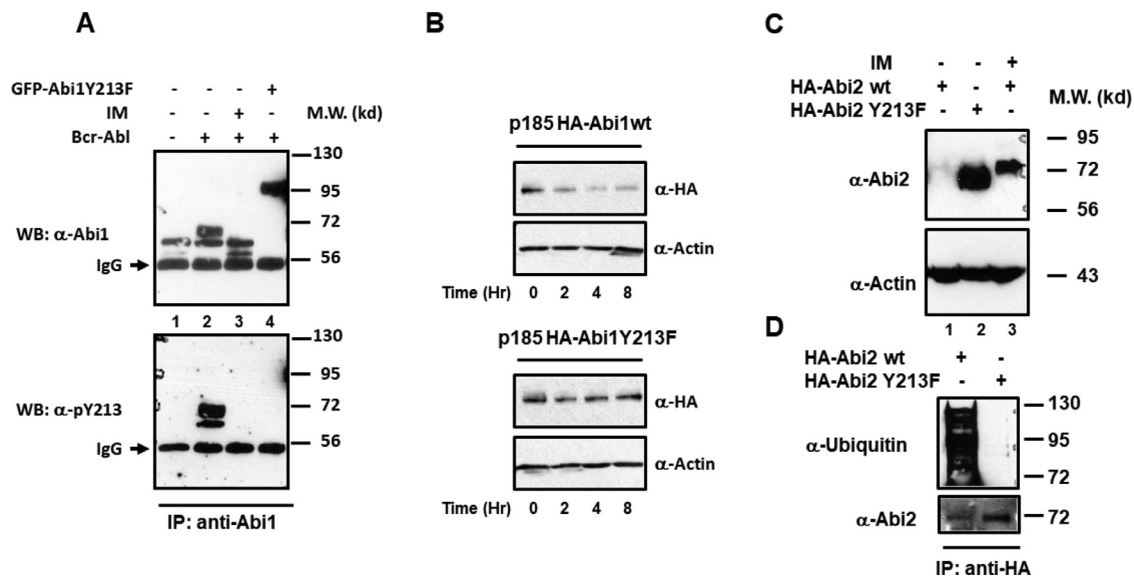 A
GFP-Abi1Y213F - - - +
IM - - + -
Bcr-Abl - + + +
M.W. (kd)
130
95
WB: α-Abi1
72
56
IgG
1 2 3 4
130
95
WB: α-pY213
72
56
IgG
IP: anti-Abi1
B
p185 HA-Abi1wt
α-HA
α-Actin
Time (Hr) 0 2 4 8
p185 HA-Abi1Y213F
α-HA
α-Actin
Time (Hr) 0 2 4 8
C
IM - - +
HA-Abi2 wt + - +
HA-Abi2 Y213F - + -
M.W. (kd)
95
α-Abi2
72
56
α-Actin
43
1 2 3
D
HA-Abi2 wt + -
HA-Abi2 Y213F - +
130
α-Ubiquitin
95
72
α-Abi2
72
IP: anti-HA